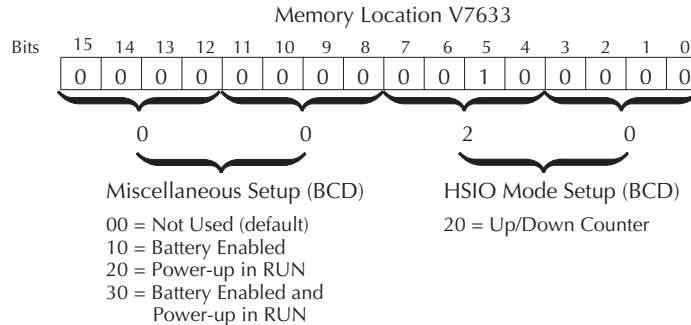 Memory Location V7633
Bits 15 14 13 12 11 10 9 8 7 6 5 4 3 2 1 0
0 0 0 0 0 0 0 0 0 0 1 0 0 0 0 0
0 0 2 0
Miscellaneous Setup (BCD) HSIO Mode Setup (BCD)
00 = Not Used (default) 20 = Up/Down Counter
10 = Battery Enabled
20 = Power-up in RUN
30 = Battery Enabled and
Power-up in RUN